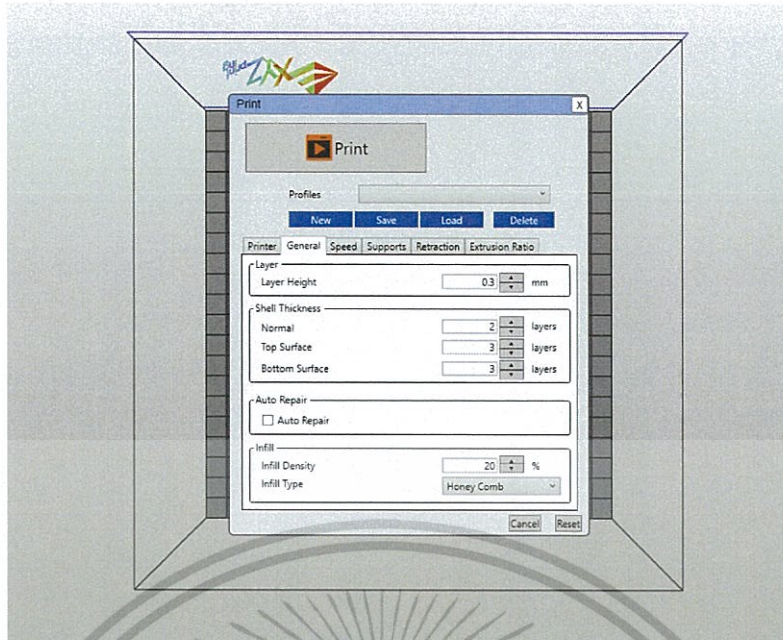 Print X
Print
Profiles
New Save Load Delete
Printer General Speed Supports Retraction Extrusion Ratio
Layer
Layer Height 0.3 mm
Shell Thickness
Normal 2 layers
Top Surface 3 layers
Bottom Surface 3 layers
Auto Repair
Auto Repair
Infill
Infill Density 20 %
Infill Type Honey Comb
Cancel Reset